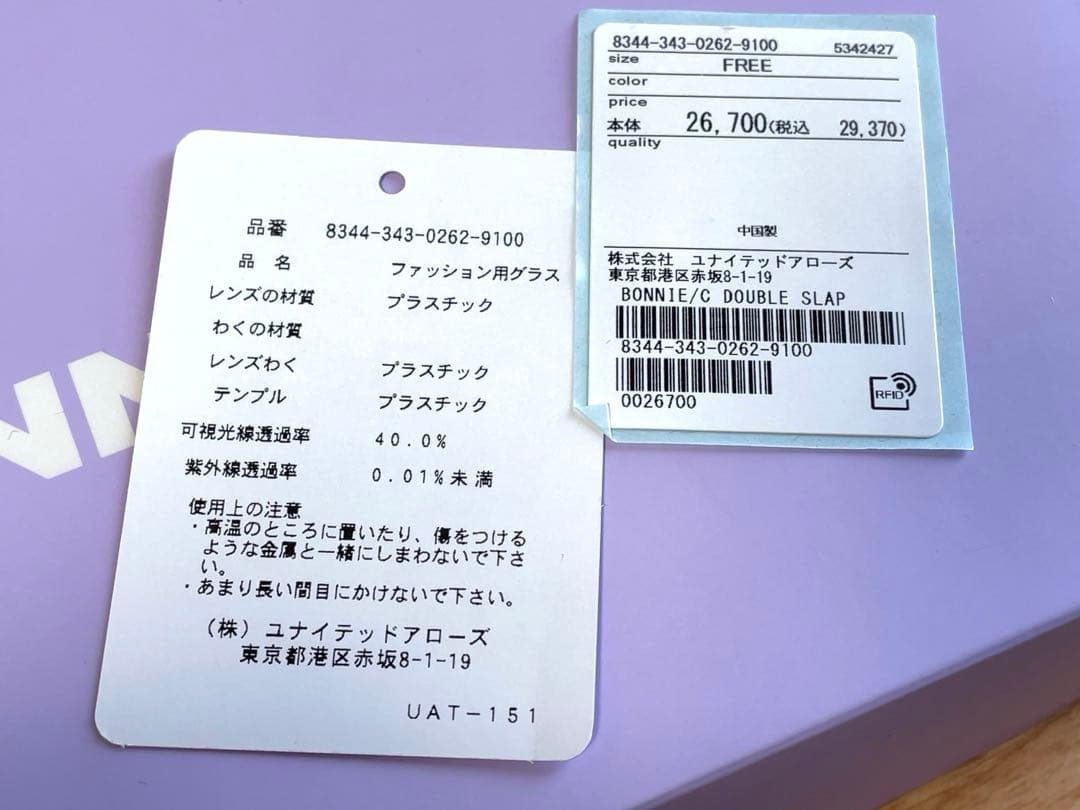 品番 8344-343-0262-9100
品名 ファッション用グラス
レンズの材質 プラスチック
わくの材質
レンズわく プラスチック
テンプル プラスチック
可視光線透過率 40.0%
紫外線透過率 0.01%未満
使用上の注意
・高温のところに置いたり、傷をつける
ような金属と一緒にしまわないで下さ
い。
・あまり長い間目にかけないで下さい。
(株) ユナイテッドアローズ
東京都港区赤坂8-1-19
UAT-151
8344-343-0262-9100 5342427
size FREE
color
price
本体 26,700(税込 29,370)
quality
中国製
株式会社 ユナイテッドアローズ
東京都港区赤坂8-1-19
BONNIE/C DOUBLE SLAP
8344-343-0262-9100
0026700
RFID